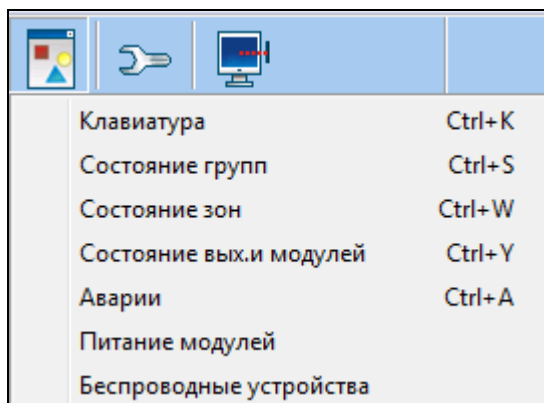 Клавиатура Ctrl+K
Состояние групп Ctrl+S
Состояние зон Ctrl+W
Состояние вых.и модулей Ctrl+Y
Аварии Ctrl+A
Питание модулей
Беспроводные устройства